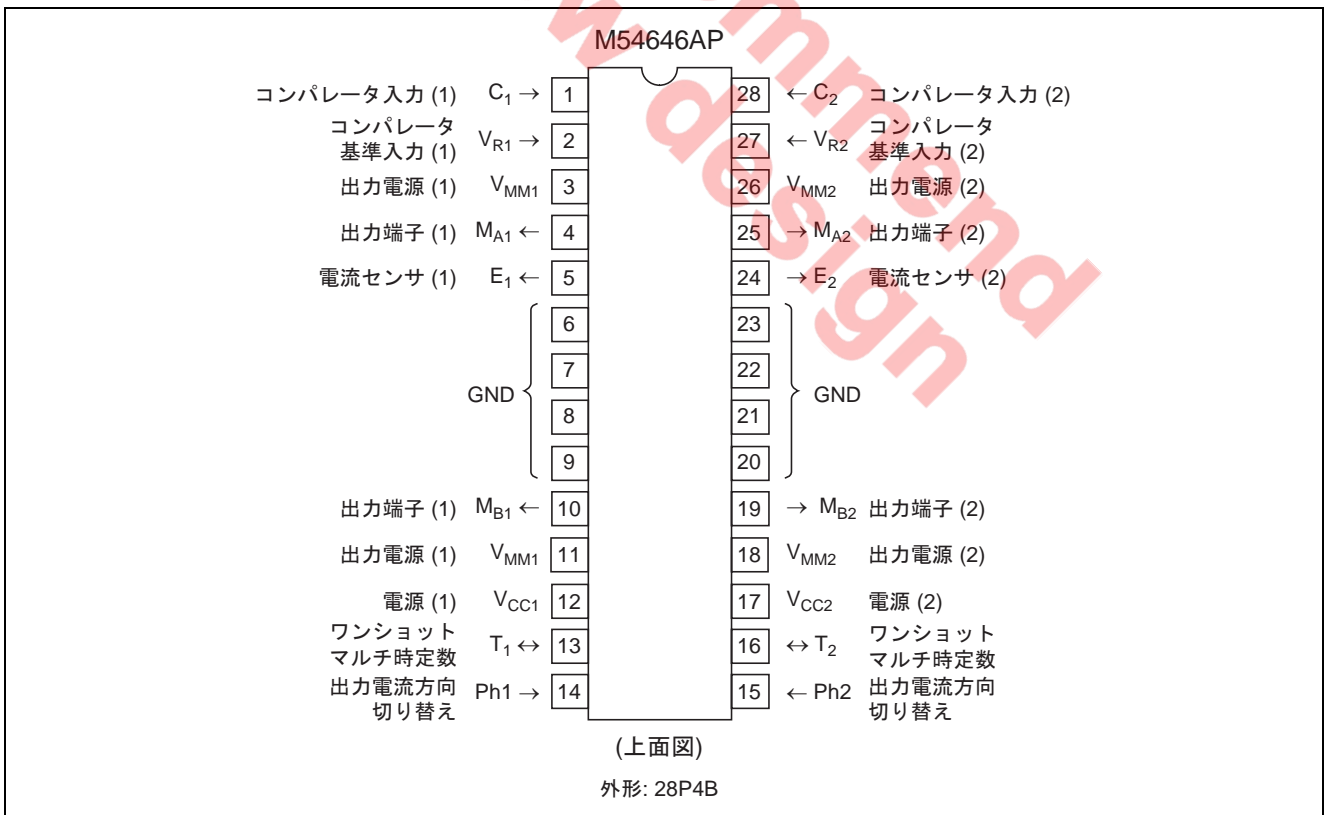 M54646AP
コンパレータ入力 (1) C1 → 1
28 ← C2 コンパレータ入力 (2)
コンパレータ
基準入力 (1) VR1 → 2
27 ← VR2 コンパレータ
基準入力 (2)
出力電源 (1) VMM1 3
26 VMM2 出力電源 (2)
出力端子 (1) MA1 ← 4
25 → MA2 出力端子 (2)
電流センサ (1) E1 ← 5
24 → E2 電流センサ (2)
6
23
7
22
GND
GND
8
21
9
20
出力端子 (1) MB1 ← 10
19 → MB2 出力端子 (2)
出力電源 (1) VMM1 11
18 VMM2 出力電源 (2)
電源 (1) VCC1 12
17 VCC2 電源 (2)
ワンショット
マルチ時定数 T1 ↔ 13
16 ↔ T2 ワンショット
マルチ時定数
出力電流方向
切り替え Ph1 → 14
15 ← Ph2 出力電流方向
切り替え
(上面図)
外形: 28P4B
mmend
w design